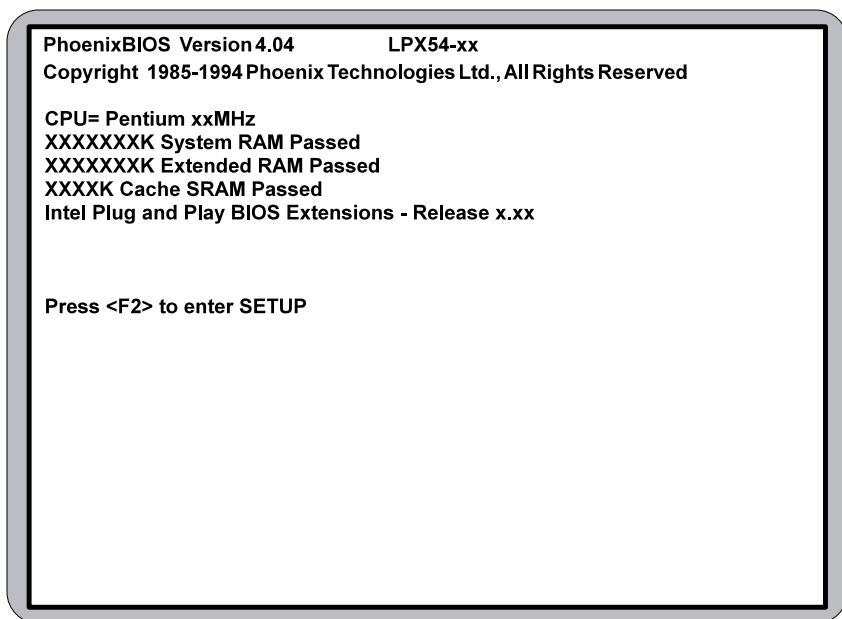 PhoenixBIOS Version 4.04 LPX54-xx
Copyright 1985-1994 Phoenix Technologies Ltd., All Rights Reserved
CPU= Pentium xxMHz
XXXXXXXK System RAM Passed
XXXXXXXK Extended RAM Passed
XXXXK Cache SRAM Passed
Intel Plug and Play BIOS Extensions - Release x.xx
Press <F2> to enter SETUP